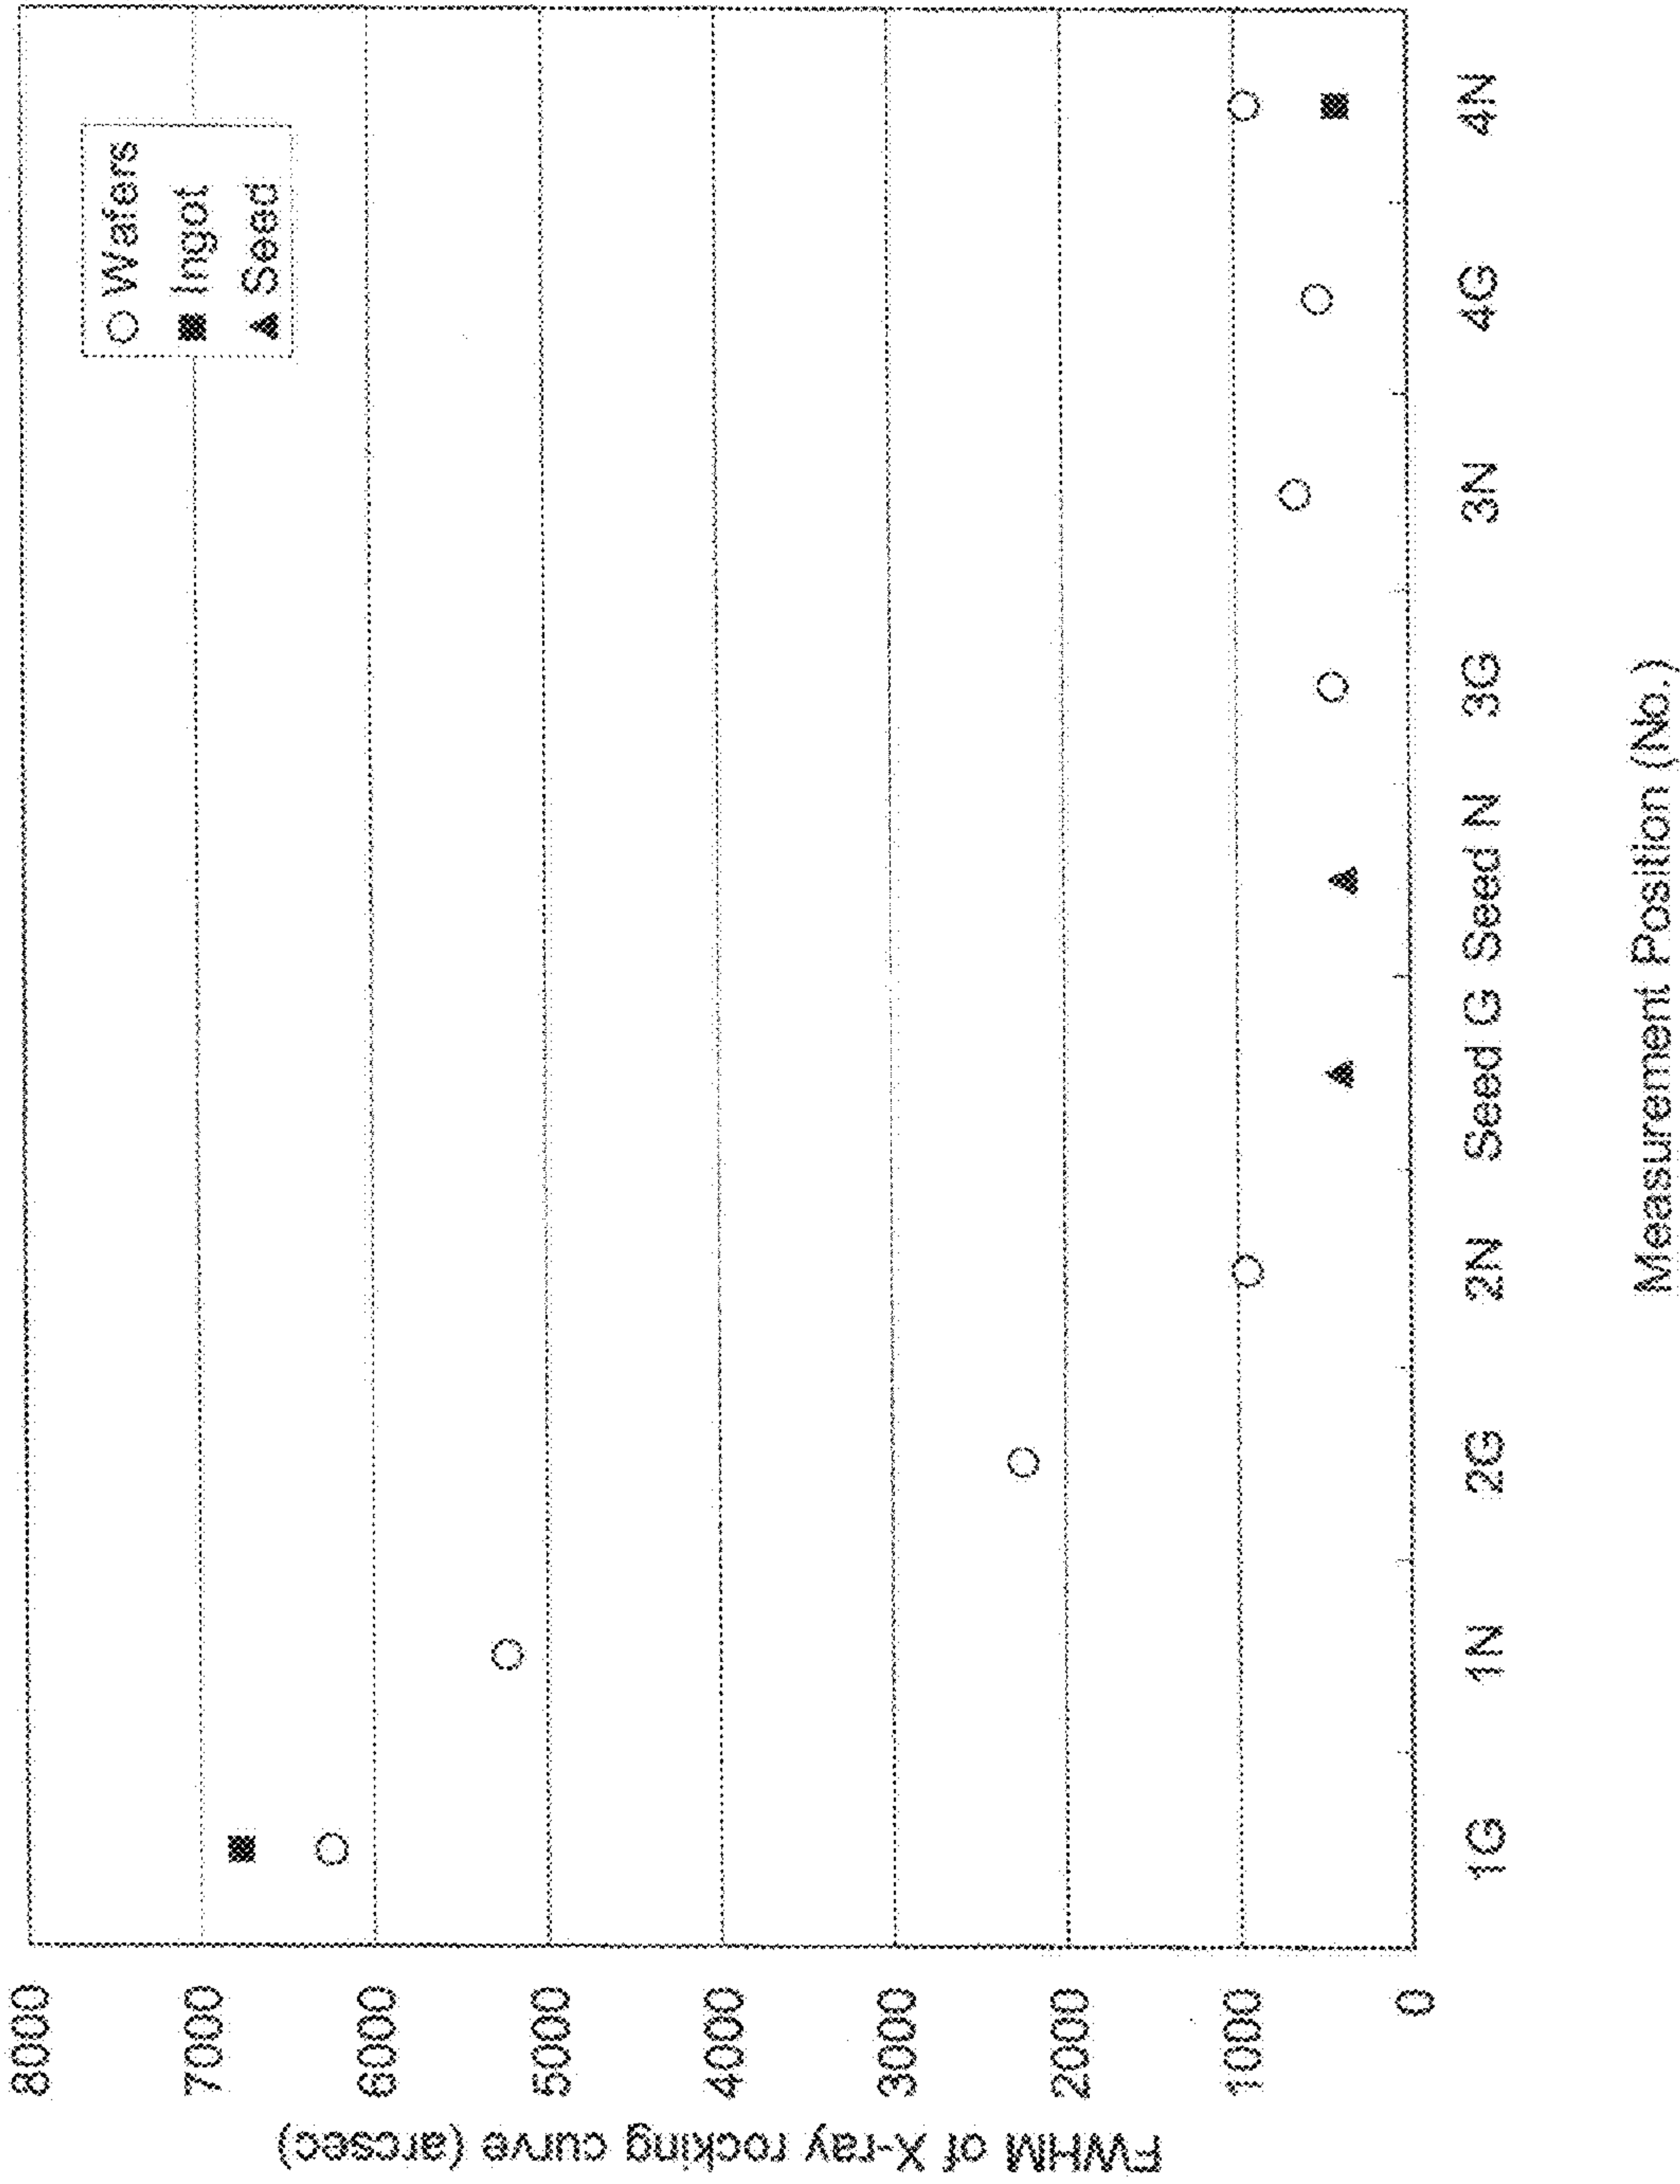 FWHM of X-ray rocking curve (arcsec)
8000
7000
6000
5000
4000
3000
2000
1000
0
Wafers
Ingot
Seed
1G 1N 2G 2N Seed G Seed N 3G 3N 4G 4N
Measurement Position (No.)